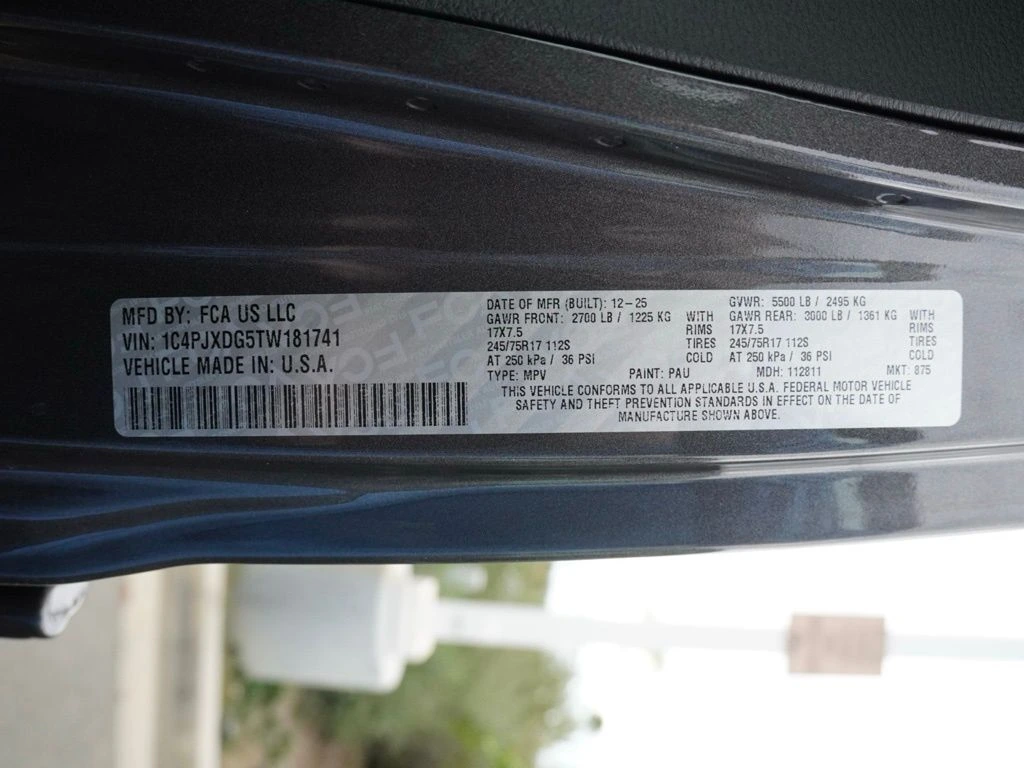 MFD BY: FCA US LLC
VIN: 1C4PJXDG5TW181741
VEHICLE MADE IN: U.S.A.
DATE OF MFR (BUILT): 12-25
GVWR: 5500 LB / 2495 KG
GAWR FRONT: 2700 LB / 1225 KG WITH
GAWR REAR: 3000 LB / 1361 KG WITH
17X7.5 RIMS
17X7.5 RIMS
245/75R17 112S TIRES
245/75R17 112S TIRES
AT 250 kPa / 36 PSI COLD
AT 250 kPa / 36 PSI COLD
TYPE: MPV PAINT: PAU MDH: 112811 MKT: 875
THIS VEHICLE CONFORMS TO ALL APPLICABLE U.S.A. FEDERAL MOTOR VEHICLE
SAFETY AND THEFT PREVENTION STANDARDS IN EFFECT ON THE DATE OF
MANUFACTURE SHOWN ABOVE.